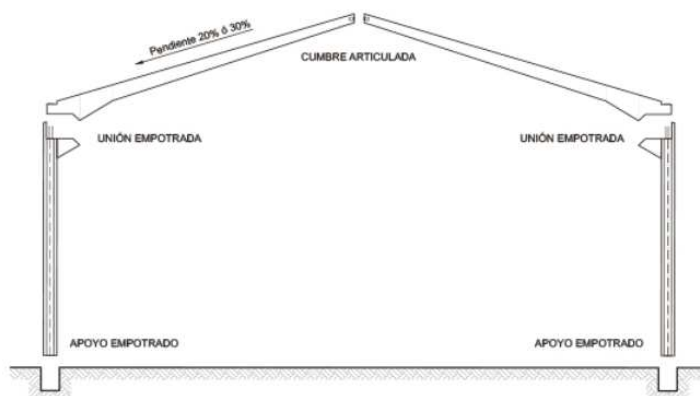 Pendiente 20% ó 30%
CUMBRE ARTICULADA
UNIÓN EMPOTRADA
UNIÓN EMPOTRADA
APOYO EMPOTRADO
APOYO EMPOTRADO